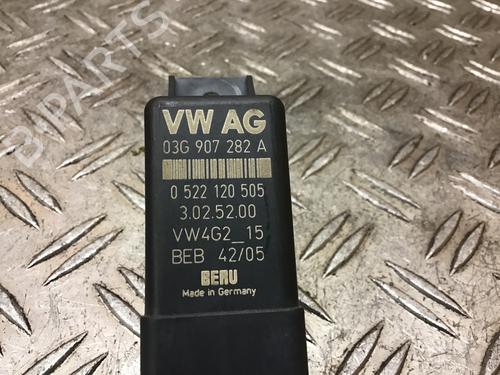 BPARTS
VW AG
03G 907 282 A
0 522 120 505
3.02.52.00
VW4G2_15
BEB 42/05
BERU
Made in Germany